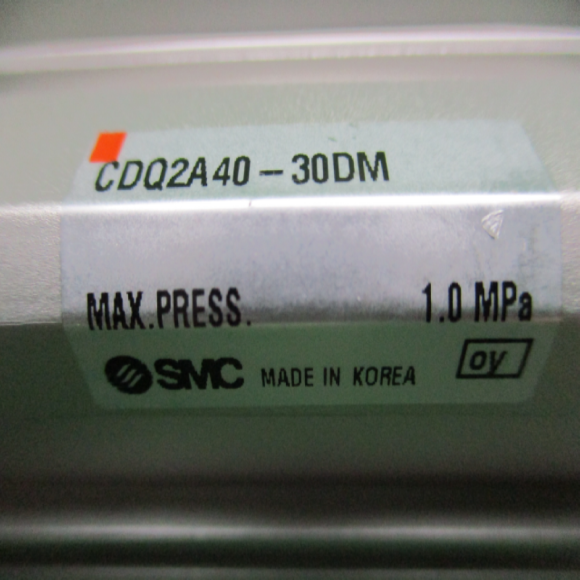 CDQ2A40-30DM
MAX.PRESS. 1.0 MPa
SMC MADE IN KOREA oy